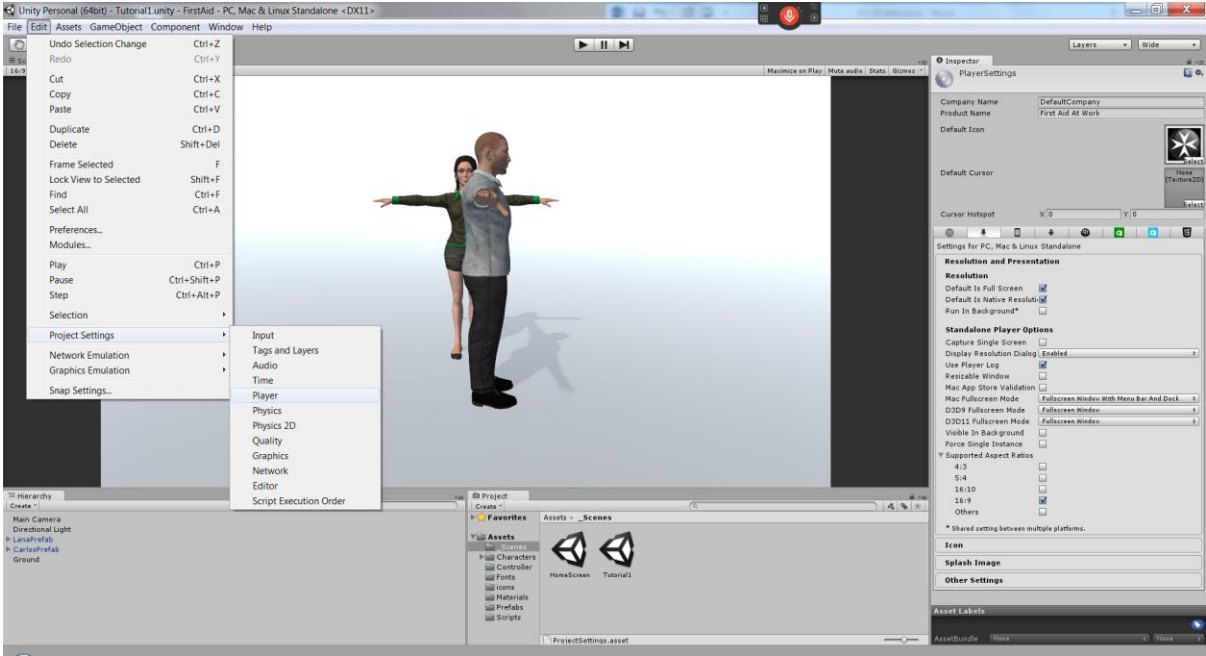 Unity Personal (64bit) - Tutorial1.unity - FirstAid - PC, Mac & Linux Standalone <DX11>
File Edit Assets GameObject Component Window Help
Layers Wide
16:9
Maximize on Play Mute audio Stats Gizmos
Undo Selection Change Ctrl+Z
Redo Ctrl+Y
Cut Ctrl+X
Copy Ctrl+C
Paste Ctrl+V
Duplicate Ctrl+D
Delete Shift+Del
Frame Selected F
Lock View to Selected Shift+F
Find Ctrl+F
Select All Ctrl+A
Preferences...
Modules...
Play Ctrl+P
Pause Ctrl+Shift+P
Step Ctrl+Alt+P
Selection
Project Settings
Network Emulation
Graphics Emulation
Snap Settings...
Input
Tags and Layers
Audio
Time
Player
Physics
Physics 2D
Quality
Graphics
Network
Editor
Script Execution Order
Inspector
PlayerSettings
Company Name DefaultCompany
Product Name First Aid At Work
Default Icon
Select
Default Cursor
None
(Texture2D)
Select
Cursor Hotspot X 0 Y 0
Settings for PC, Mac & Linux Standalone
Resolution and Presentation
Resolution
Default Is Full Screen
Default Is Native Resoluti
Run In Background*
Standalone Player Options
Capture Single Screen
Display Resolution Dialog Enabled
Use Player Log
Resizable Window
Mac App Store Validation
Mac Fullscreen Mode Fullscreen Window With Menu Bar And Dock
D3D9 Fullscreen Mode Fullscreen Window
D3D11 Fullscreen Mode Fullscreen Window
Visible In Background
Force Single Instance
Supported Aspect Ratios
4:3
5:4
16:10
16:9
Others
* Shared setting between multiple platforms.
Icon
Splash Image
Other Settings
Asset Labels
AssetBundle None None
Hierarchy
Create
Main Camera
Directional Light
LanaPrefab
CarlosPrefab
Ground
Project
Create
Favorites
Assets
_Scenes
Characters
Controller
Fonts
icons
Materials
Prefabs
Scripts
Assets _Scenes
HomeScreen Tutorial1
ProjectSettings.asset